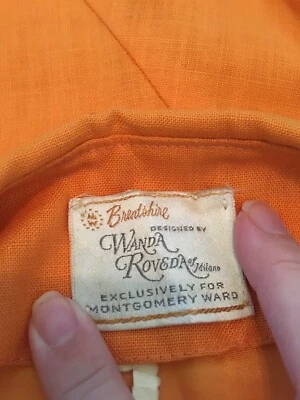 Brentshire
DESIGNED BY
WANDA
ROVEDA of Milano
EXCLUSIVELY FOR
MONTGOMERY WARD